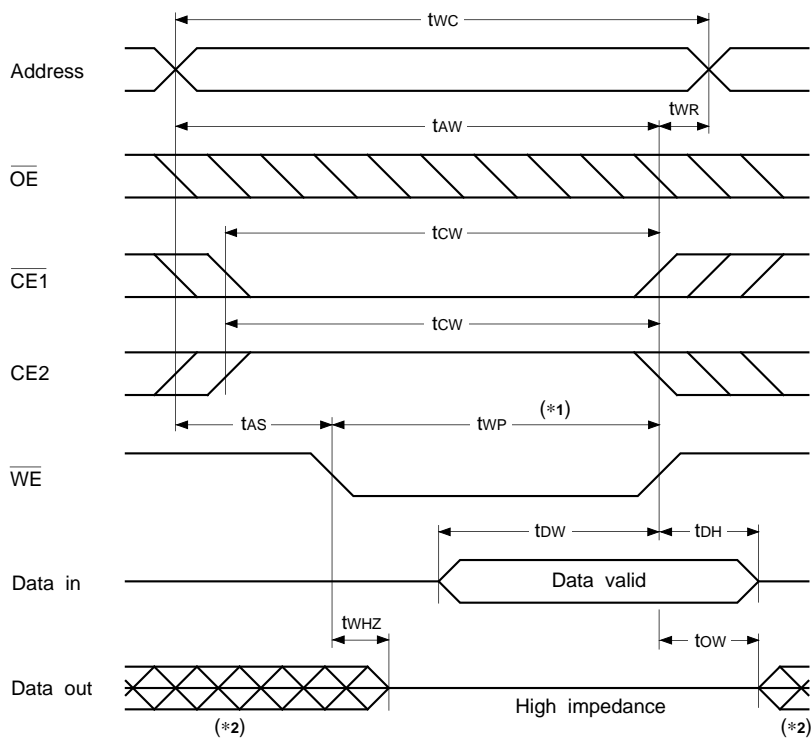 tWC
Address
tAW
tWR
OE
tCW
CE1
tCW
CE2
tAS
tWP
(*1)
WE
tDW
tDH
Data in
Data valid
tWHZ
tOW
Data out
High impedance
(*2)
(*2)